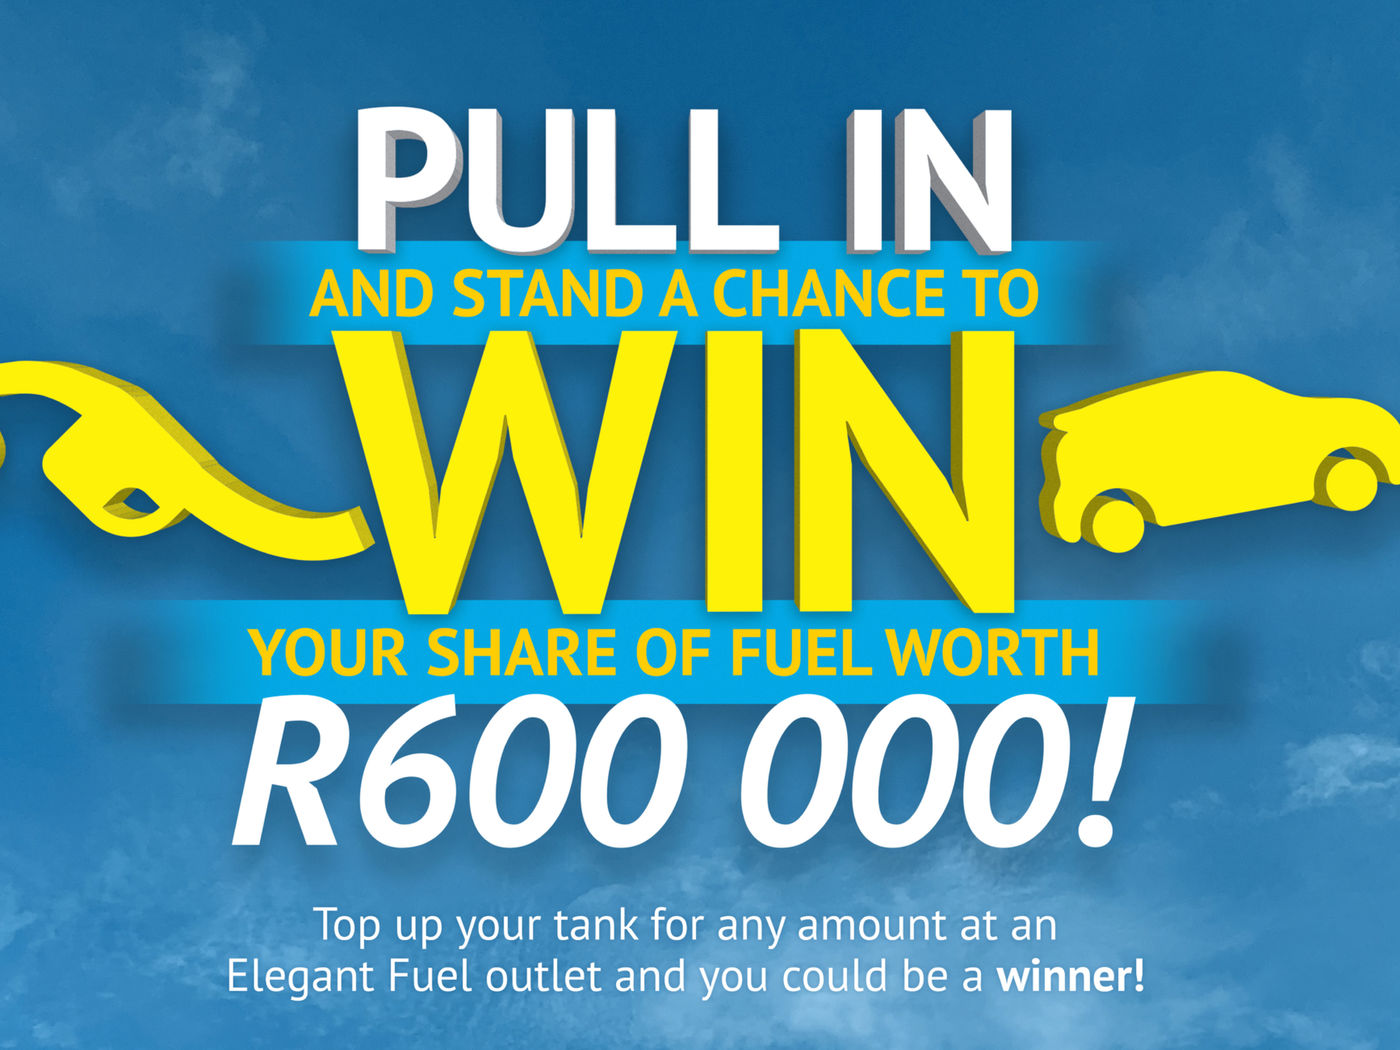 PULL IN
AND STAND A CHANCE TO
WIN
YOUR SHARE OF FUEL WORTH
R600 000!
Top up your tank for any amount at an
Elegant Fuel outlet and you could be a winner!